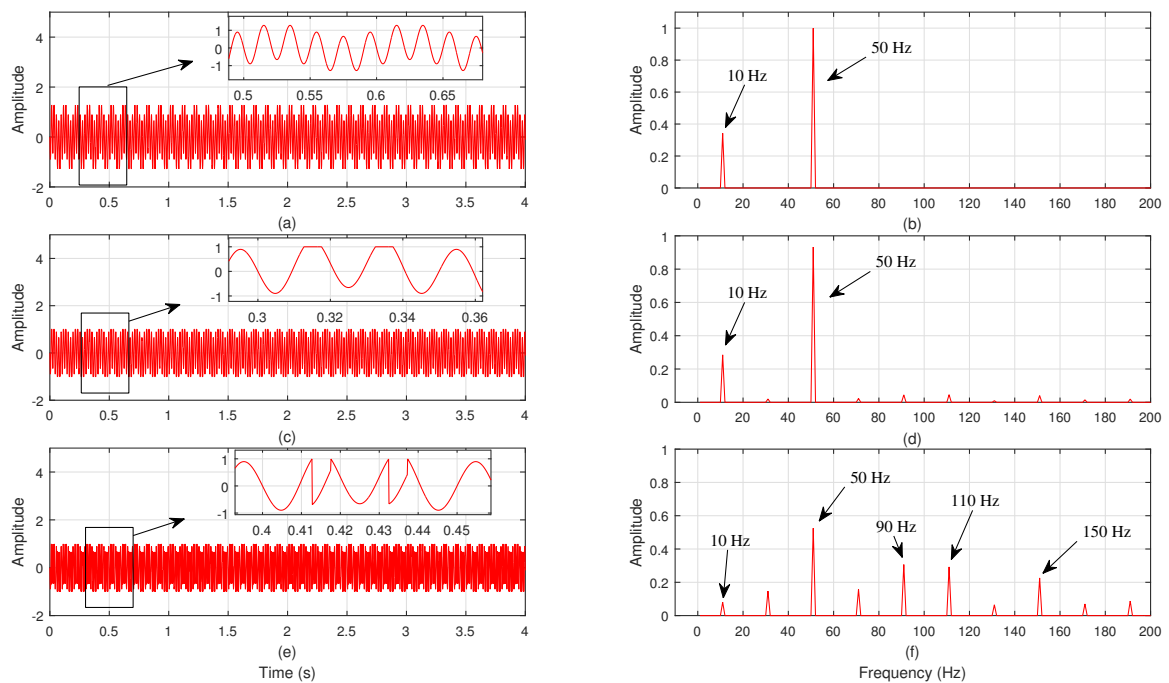 Amplitude
4
2
0
-2
1
0
-1
0.5
0.55
0.6
0.65
0 0.5 1 1.5 2 2.5 3 3.5 4
(a)
Amplitude
1
0.8
0.6
0.4
0.2
0
10 Hz
50 Hz
0 20 40 60 80 100 120 140 160 180 200
(b)
Amplitude
4
2
0
-2
1
0
-1
0.3
0.32
0.34
0.36
0 0.5 1 1.5 2 2.5 3 3.5 4
(c)
Amplitude
1
0.8
0.6
0.4
0.2
0
10 Hz
50 Hz
0 20 40 60 80 100 120 140 160 180 200
(d)
Amplitude
4
2
0
-2
1
0
-1
0.4 0.41 0.42 0.43 0.44 0.45
0 0.5 1 1.5 2 2.5 3 3.5 4
(e)
Time (s)
Amplitude
1
0.8
0.6
0.4
0.2
0
10 Hz
50 Hz
90 Hz
110 Hz
150 Hz
0 20 40 60 80 100 120 140 160 180 200
(f)
Frequency (Hz)